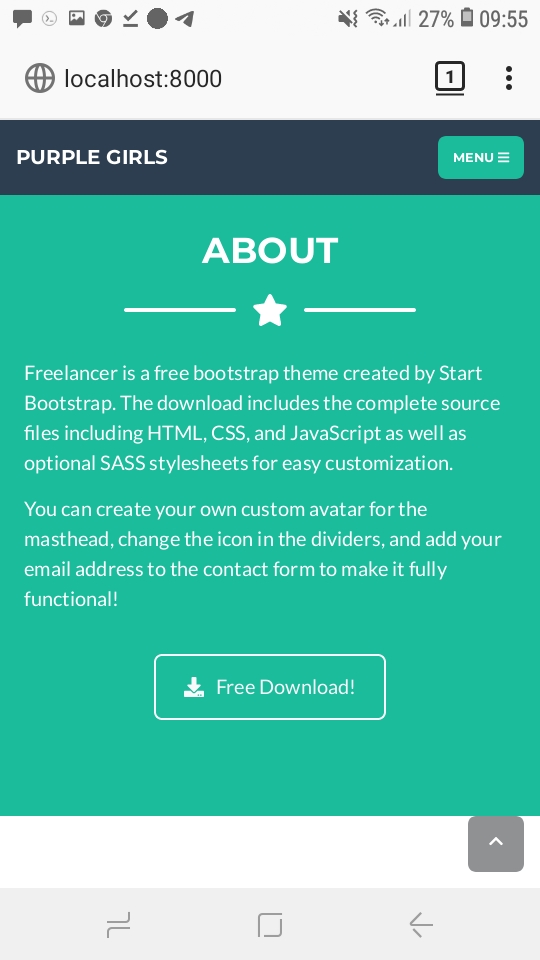 27% 09:55
localhost:8000 1
PURPLE GIRLS MENU
ABOUT
Freelancer is a free bootstrap theme created by Start
Bootstrap. The download includes the complete source
files including HTML, CSS, and JavaScript as well as
optional SASS stylesheets for easy customization.
You can create your own custom avatar for the
masthead, change the icon in the dividers, and add your
email address to the contact form to make it fully
functional!
Free Download!